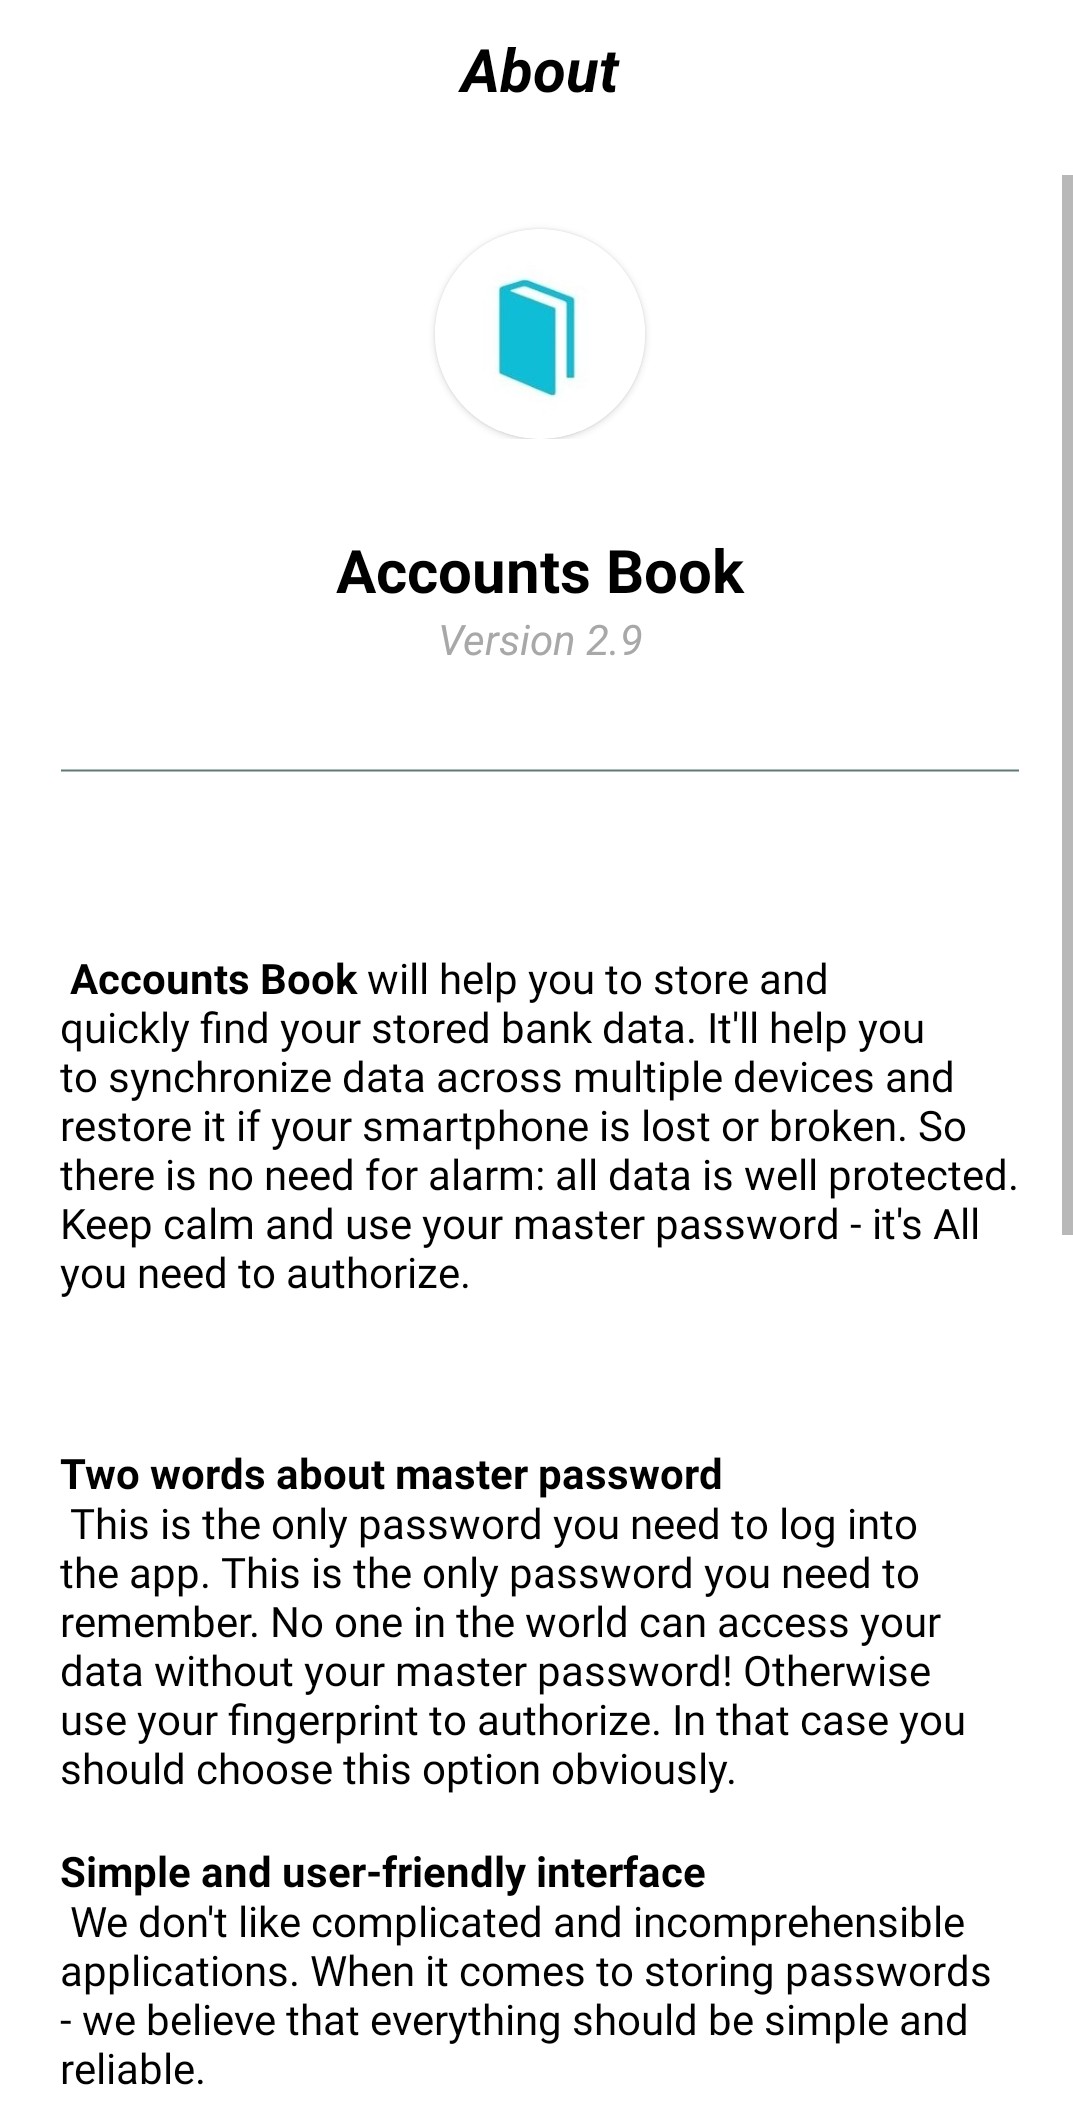 About
Accounts Book
Version 2.9
Accounts Book will help you to store and
quickly find your stored bank data. It'll help you
to synchronize data across multiple devices and
restore it if your smartphone is lost or broken. So
there is no need for alarm: all data is well protected.
Keep calm and use your master password - it's All
you need to authorize.
Two words about master password
This is the only password you need to log into
the app. This is the only password you need to
remember. No one in the world can access your
data without your master password! Otherwise
use your fingerprint to authorize. In that case you
should choose this option obviously.
Simple and user-friendly interface
We don't like complicated and incomprehensible
applications. When it comes to storing passwords
- we believe that everything should be simple and
reliable.